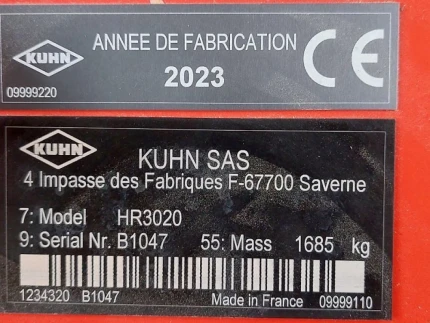 KUHN
ANNEE DE FABRICATION
2023
CE
09999220
KUHN
KUHN SAS
4 Impasse des Fabriques F-67700 Saverne
7: Model HR3020
9: Serial Nr. B1047 55: Mass 1685 kg
1234320 B1047 Made in France 09999110